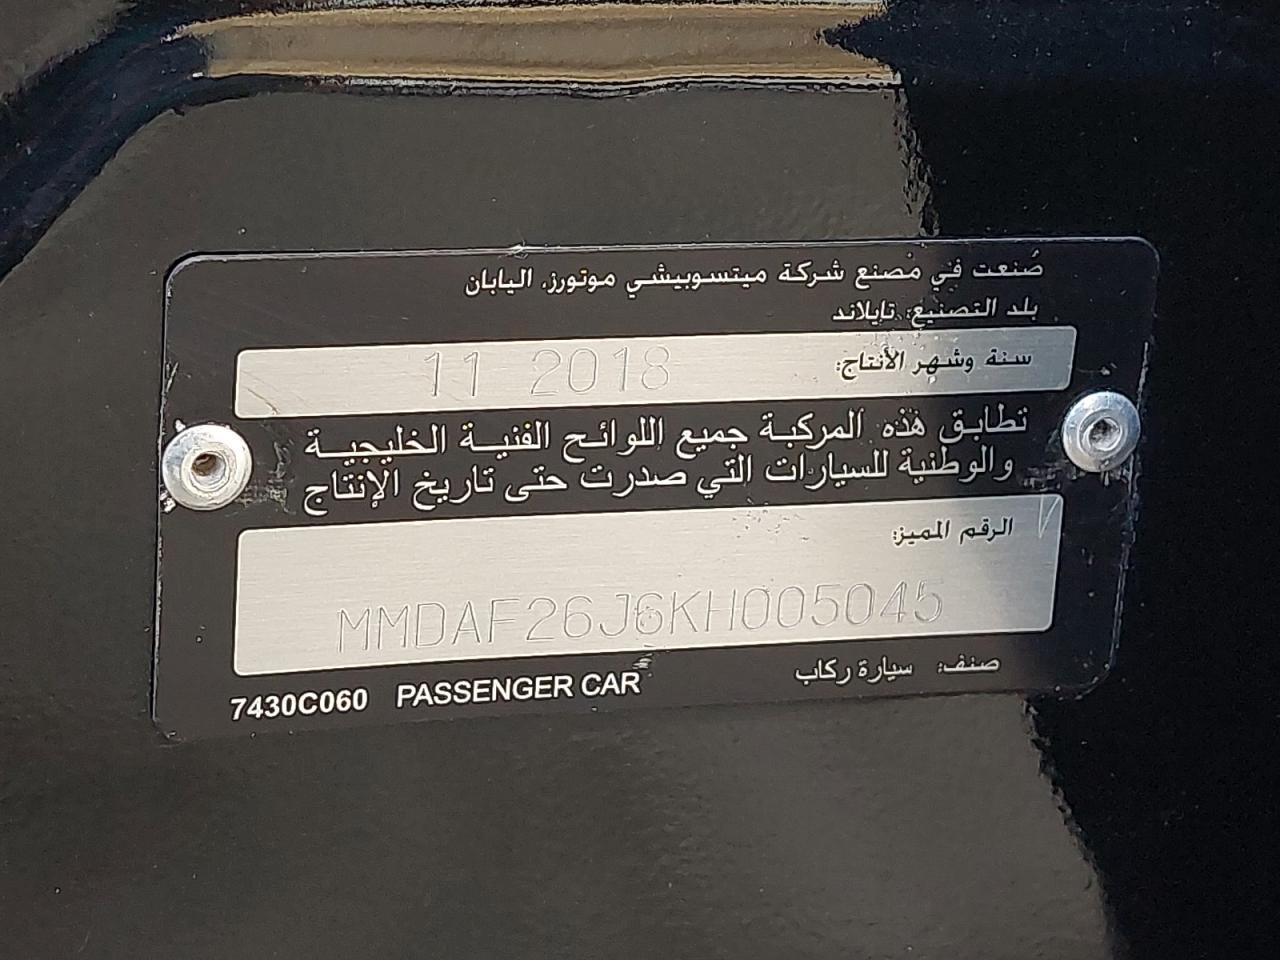 صُنعت في مَصنع شركة ميتسوبيشي موتورز، اليابان
بلد التصنيع: تايلاند
سنة وشهر الأنتاج: 2018 11
تطابق هذه المركبة جميع اللوائح الفنية الخليجية
والوطنية للسيارات التي صدرت حتى تاريخ الإنتاج
الرقم المميز:
MMDAF26J6KH005045
صنف: سيارة ركاب
7430C060 PASSENGER CAR